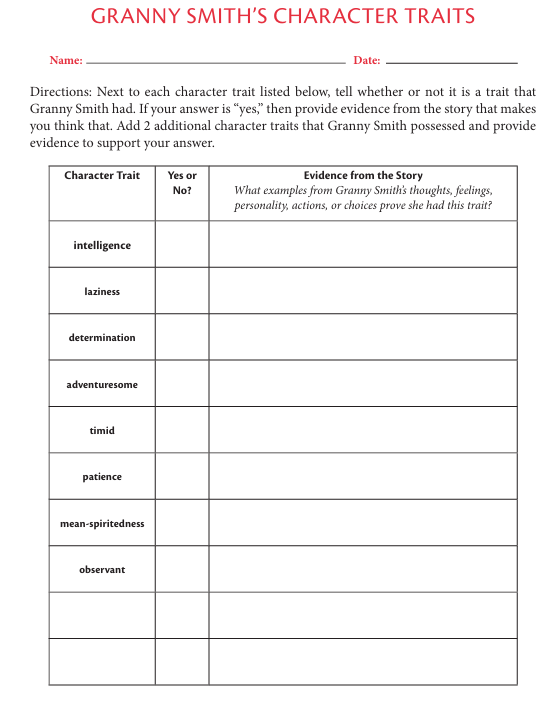 GRANNY SMITH'S CHARACTER TRAITS
Name: Date:
Directions: Next to each character trait listed below, tell whether or not it is a trait that
Granny Smith had. If your answer is “yes,” then provide evidence from the story that makes
you think that. Add 2 additional character traits that Granny Smith possessed and provide
evidence to support your answer.
Character Trait
Yes or
No?
Evidence from the Story
What examples from Granny Smith's thoughts, feelings,
personality, actions, or choices prove she had this trait?
intelligence
laziness
determination
adventuresome
timid
patience
mean-spiritedness
observant